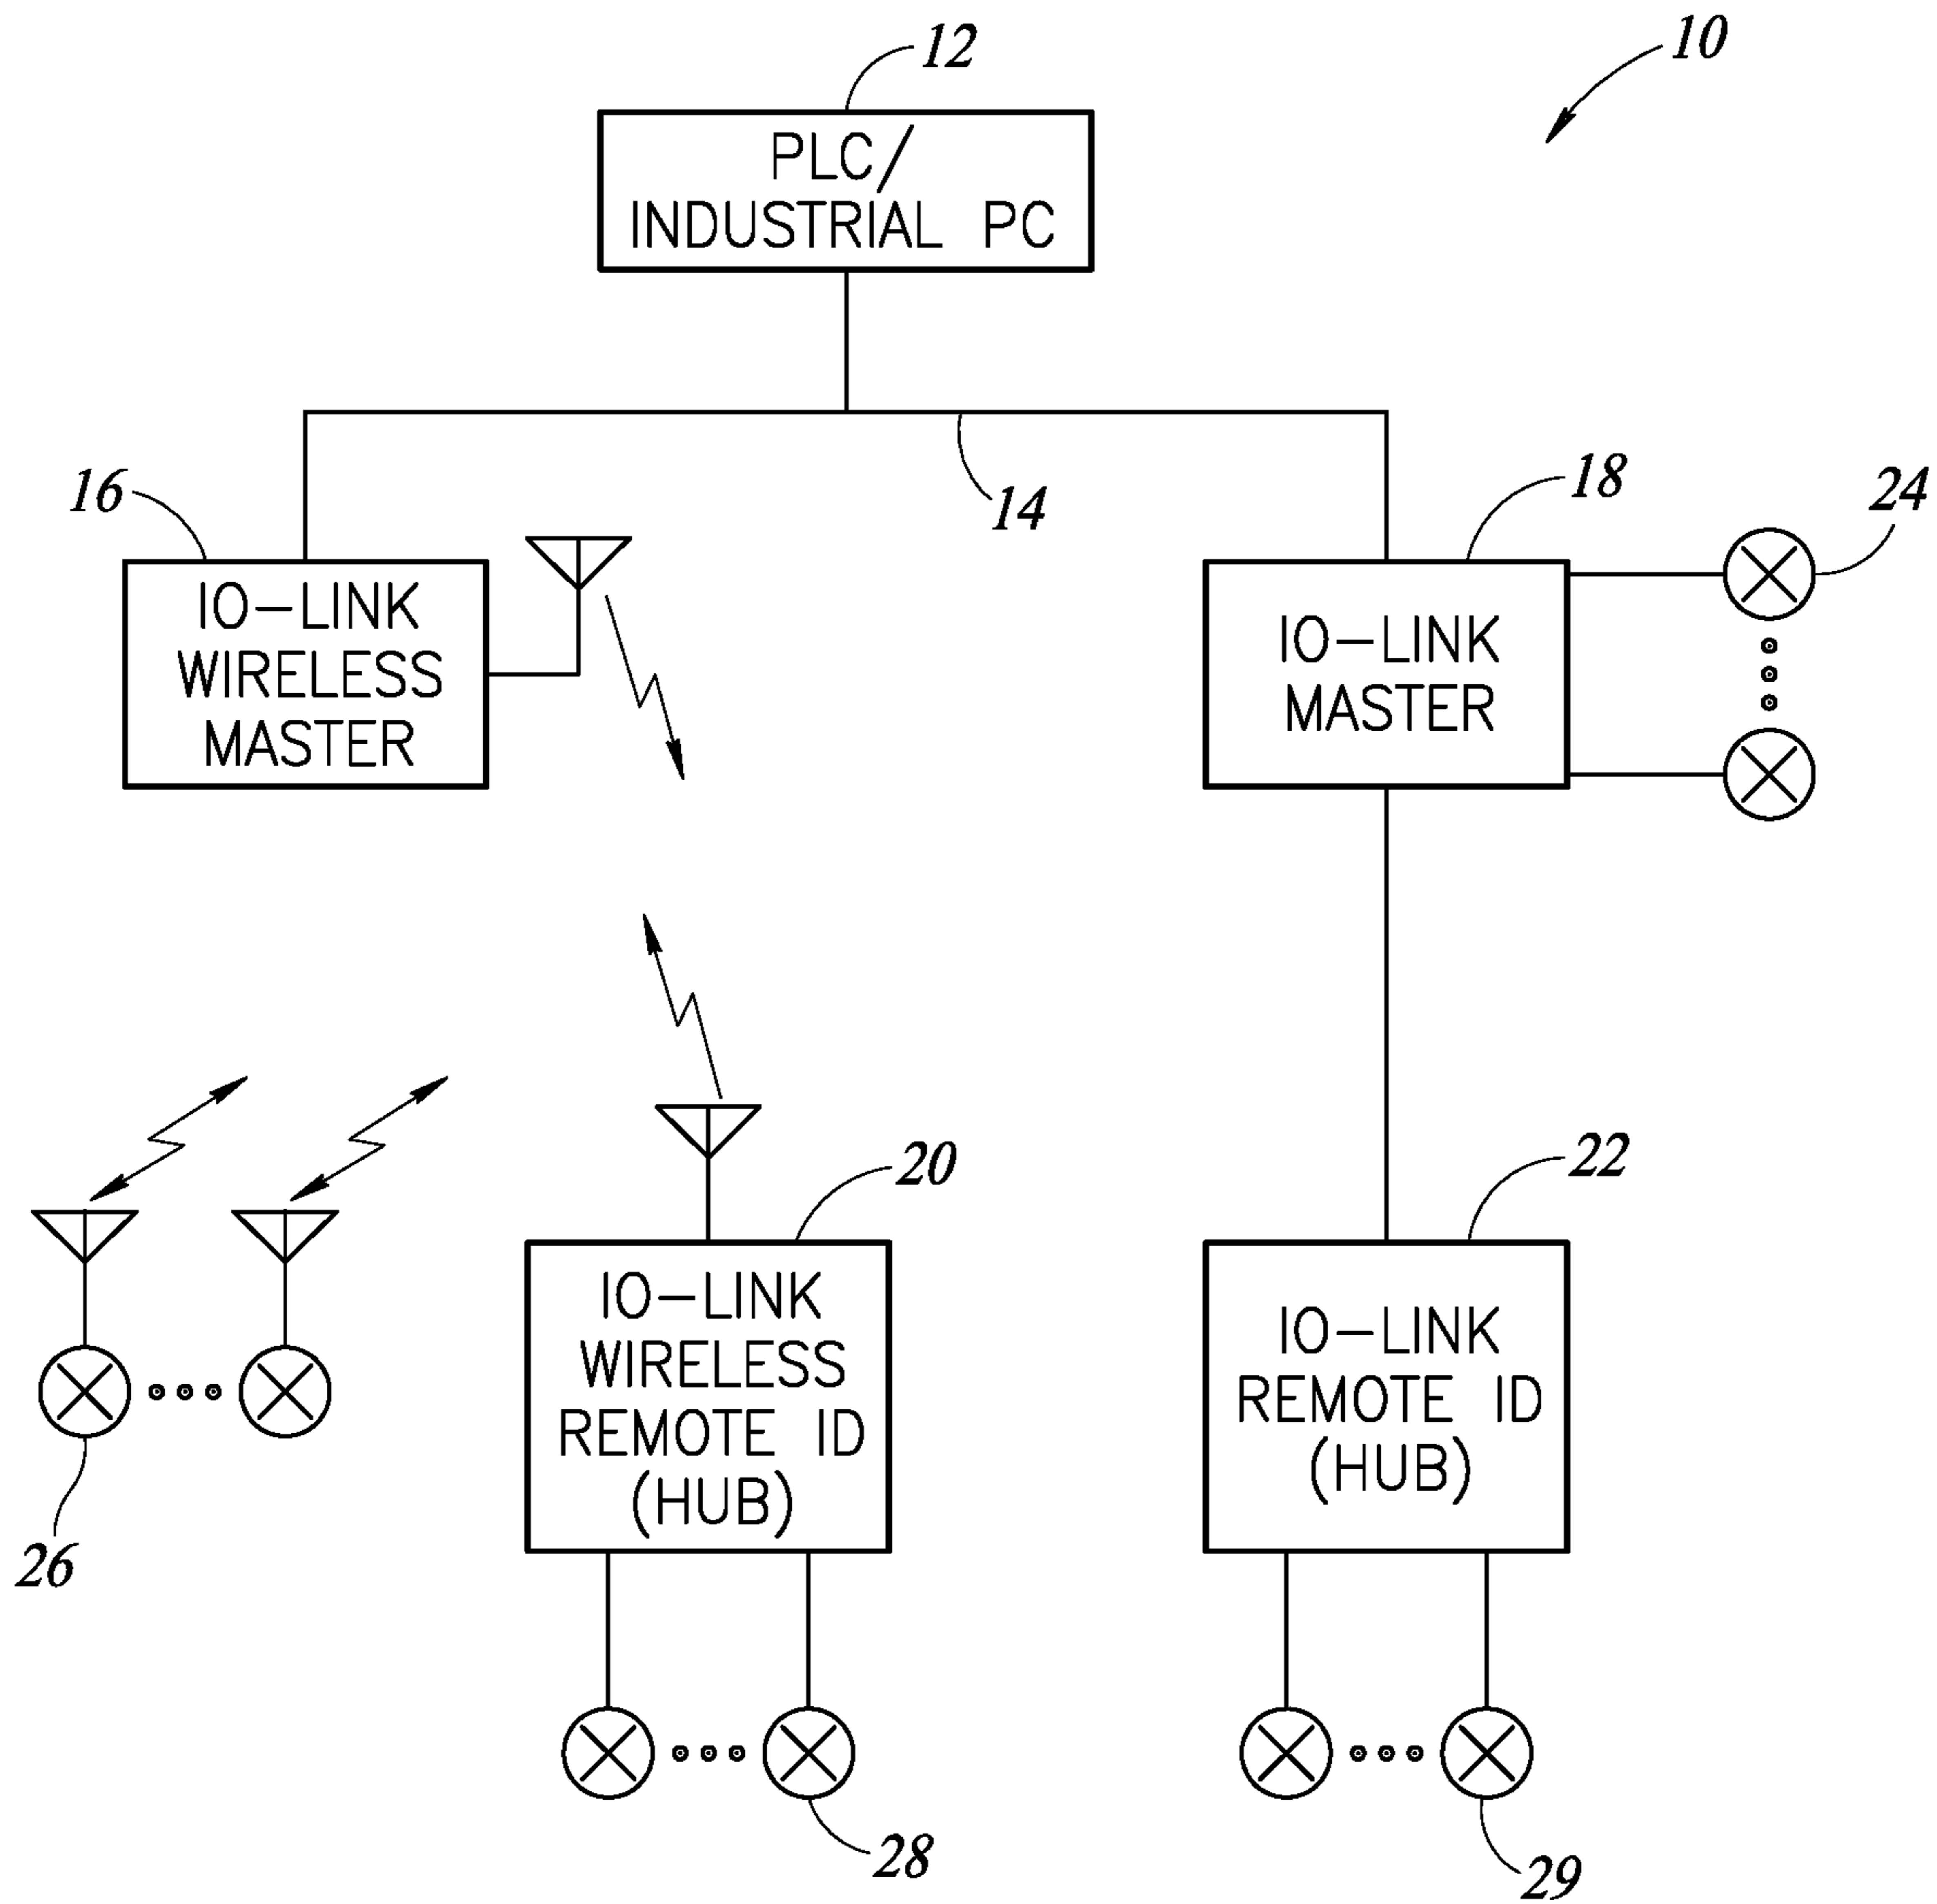 12
10
PLC/
INDUSTRIAL PC
14
16
18
24
IO-LINK
WIRELESS
MASTER
IO-LINK
MASTER
20
22
IO-LINK
WIRELESS
REMOTE ID
(HUB)
IO-LINK
REMOTE ID
(HUB)
26
28
29